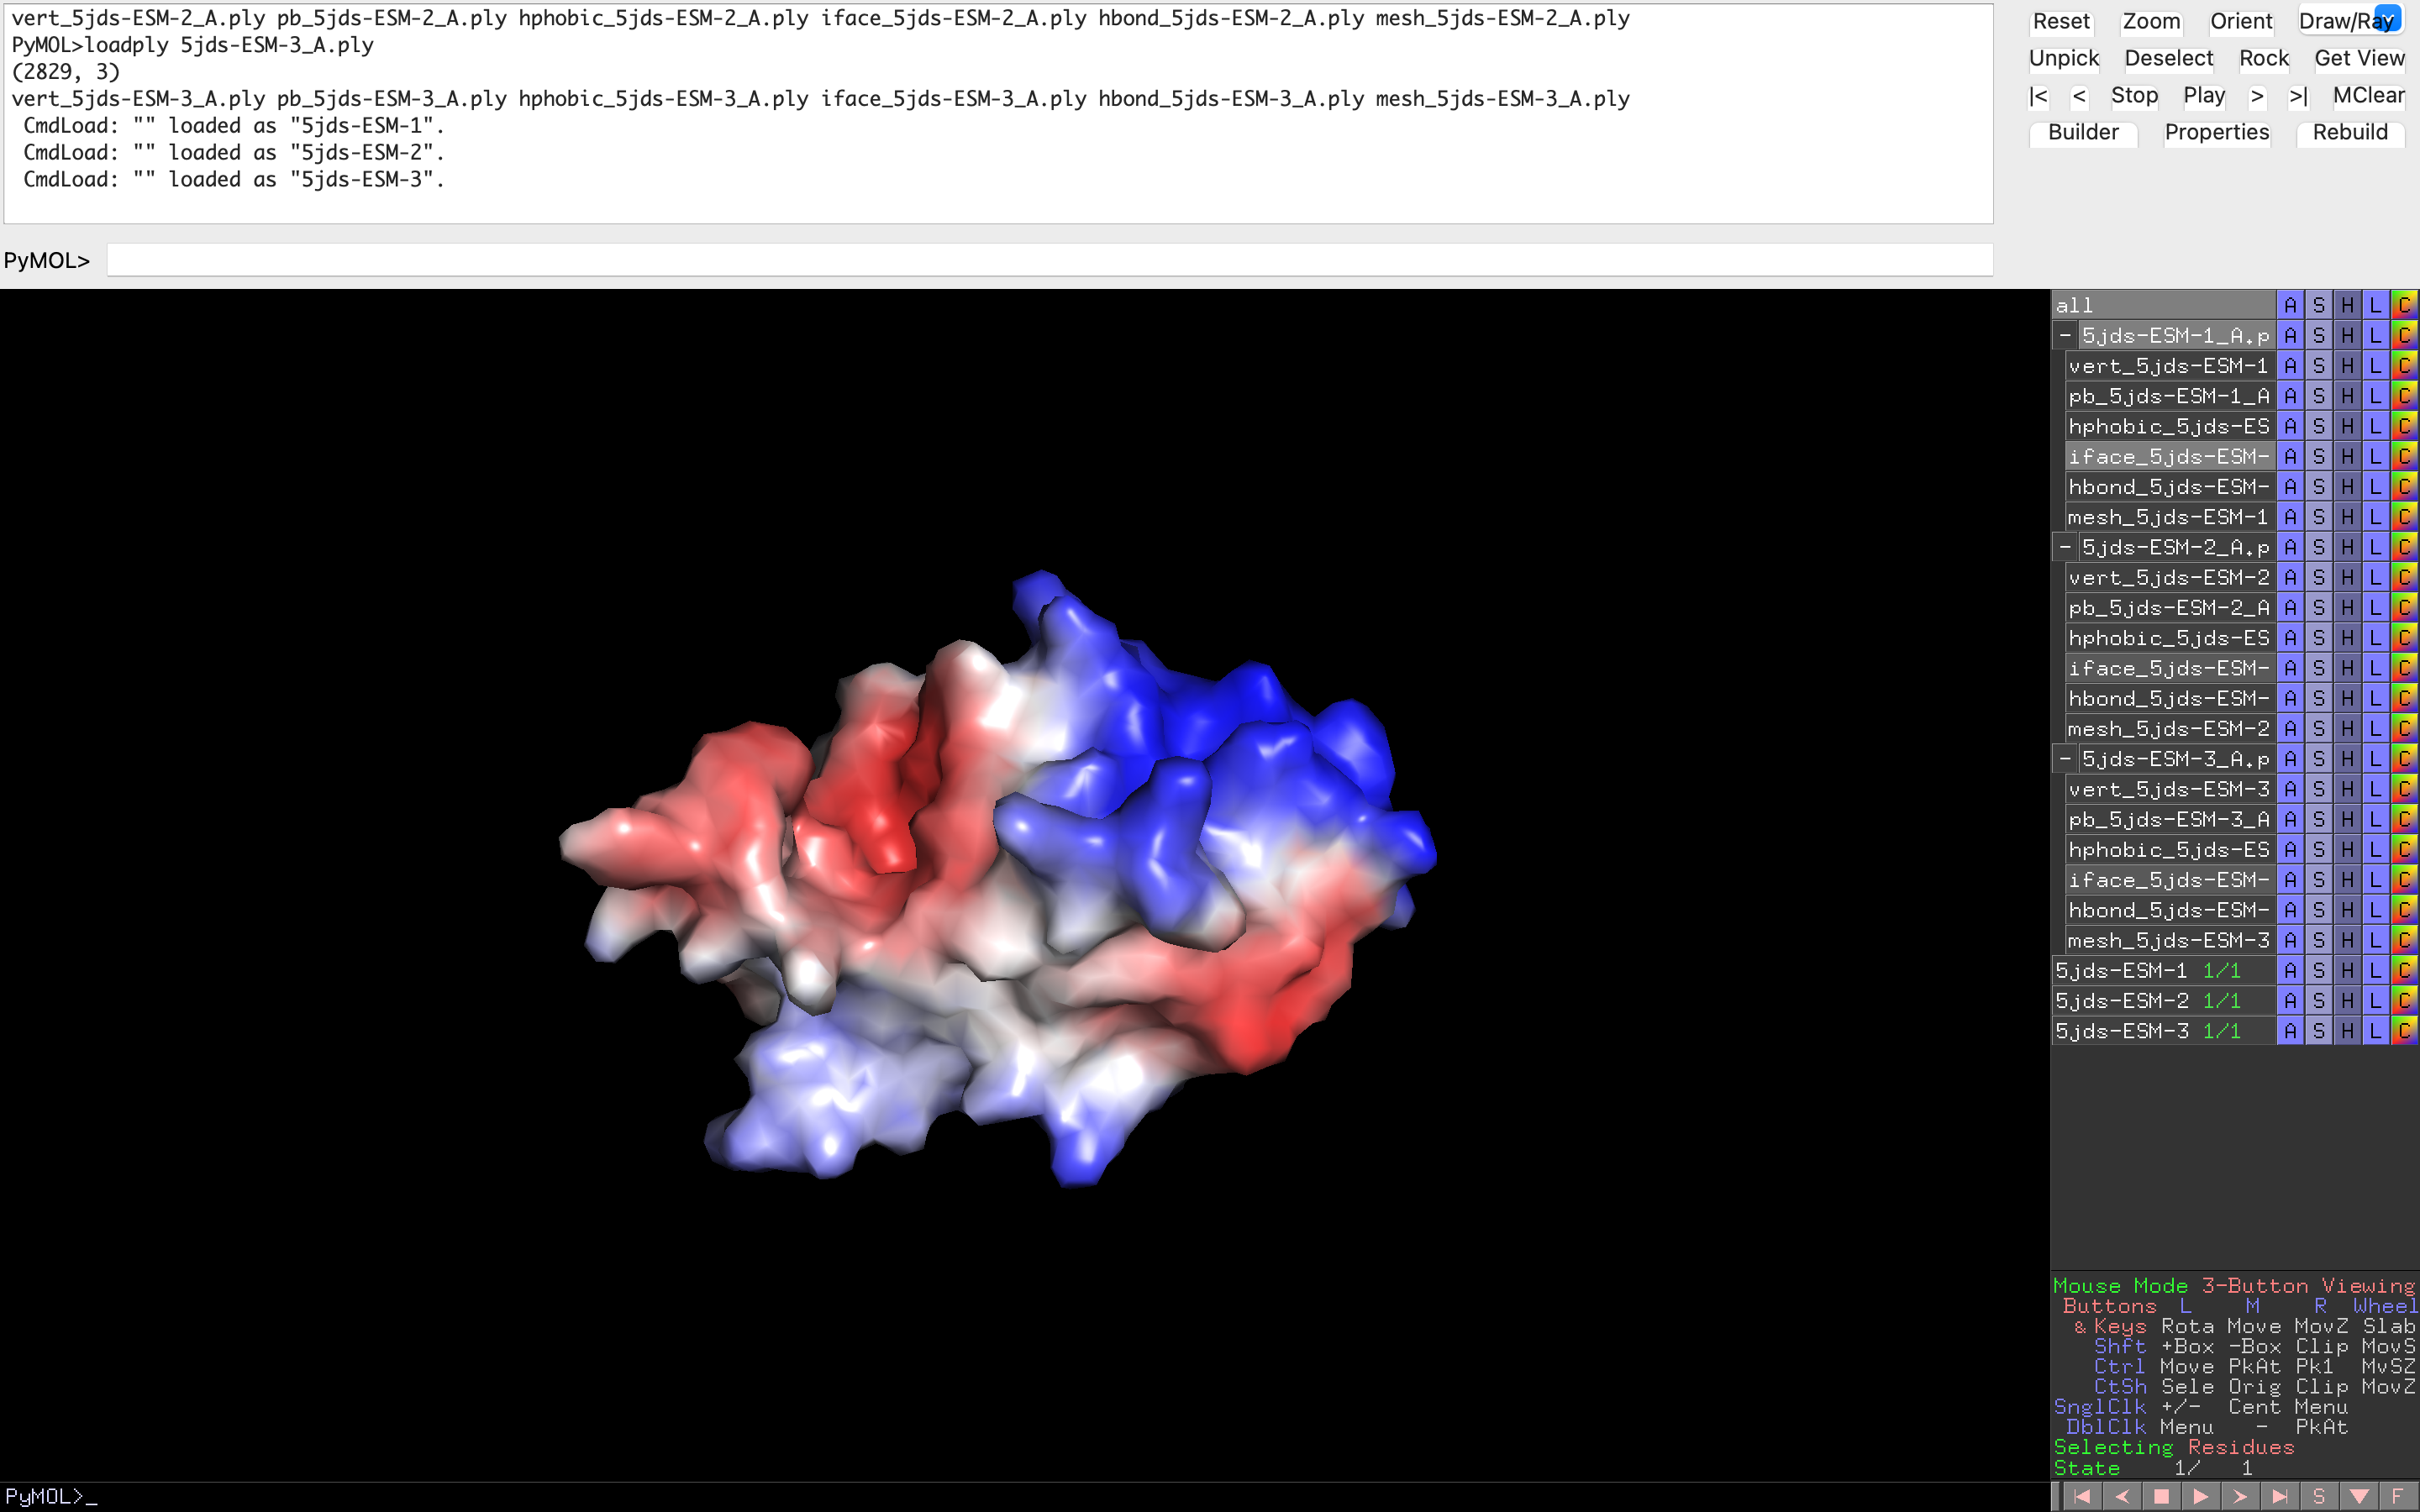 vert_5jds-ESM-2_A.ply pb_5jds-ESM-2_A.ply hphobic_5jds-ESM-2_A.ply iface_5jds-ESM-2_A.ply hbond_5jds-ESM-2_A.ply mesh_5jds-ESM-2_A.ply
PyMOL>loadply 5jds-ESM-3_A.ply
(2829, 3)
vert_5jds-ESM-3_A.ply pb_5jds-ESM-3_A.ply hphobic_5jds-ESM-3_A.ply iface_5jds-ESM-3_A.ply hbond_5jds-ESM-3_A.ply mesh_5jds-ESM-3_A.ply
CmdLoad: "" loaded as "5jds-ESM-1".
CmdLoad: "" loaded as "5jds-ESM-2".
CmdLoad: "" loaded as "5jds-ESM-3".
PyMOL>
Reset Zoom Orient Draw/Ray
Unpick Deselect Rock Get View
|< < Stop Play > >| MClear
Builder Properties Rebuild
all A S H L C
- 5jds-ESM-1_A.p A S H L C
vert_5jds-ESM-1 A S H L C
pb_5jds-ESM-1_A A S H L C
hphobic_5jds-ES A S H L C
iface_5jds-ESM- A S H L C
hbond_5jds-ESM- A S H L C
mesh_5jds-ESM-1 A S H L C
- 5jds-ESM-2_A.p A S H L C
vert_5jds-ESM-2 A S H L C
pb_5jds-ESM-2_A A S H L C
hphobic_5jds-ES A S H L C
iface_5jds-ESM- A S H L C
hbond_5jds-ESM- A S H L C
mesh_5jds-ESM-2 A S H L C
- 5jds-ESM-3_A.p A S H L C
vert_5jds-ESM-3 A S H L C
pb_5jds-ESM-3_A A S H L C
hphobic_5jds-ES A S H L C
iface_5jds-ESM- A S H L C
hbond_5jds-ESM- A S H L C
mesh_5jds-ESM-3 A S H L C
5jds-ESM-1 1/1 A S H L C
5jds-ESM-2 1/1 A S H L C
5jds-ESM-3 1/1 A S H L C
Mouse Mode 3-Button Viewing
Buttons L M R Wheel
& Keys Rota Move MovZ Slab
Shft +Box -Box Clip MovS
Ctrl Move PkAt Pk1 MvSZ
CtSh Sele Orig Clip MovZ
SnglClk +/- Cent Menu
DblClk Menu - PkAt
Selecting Residues
State 1/ 1
PyMOL>_
S F